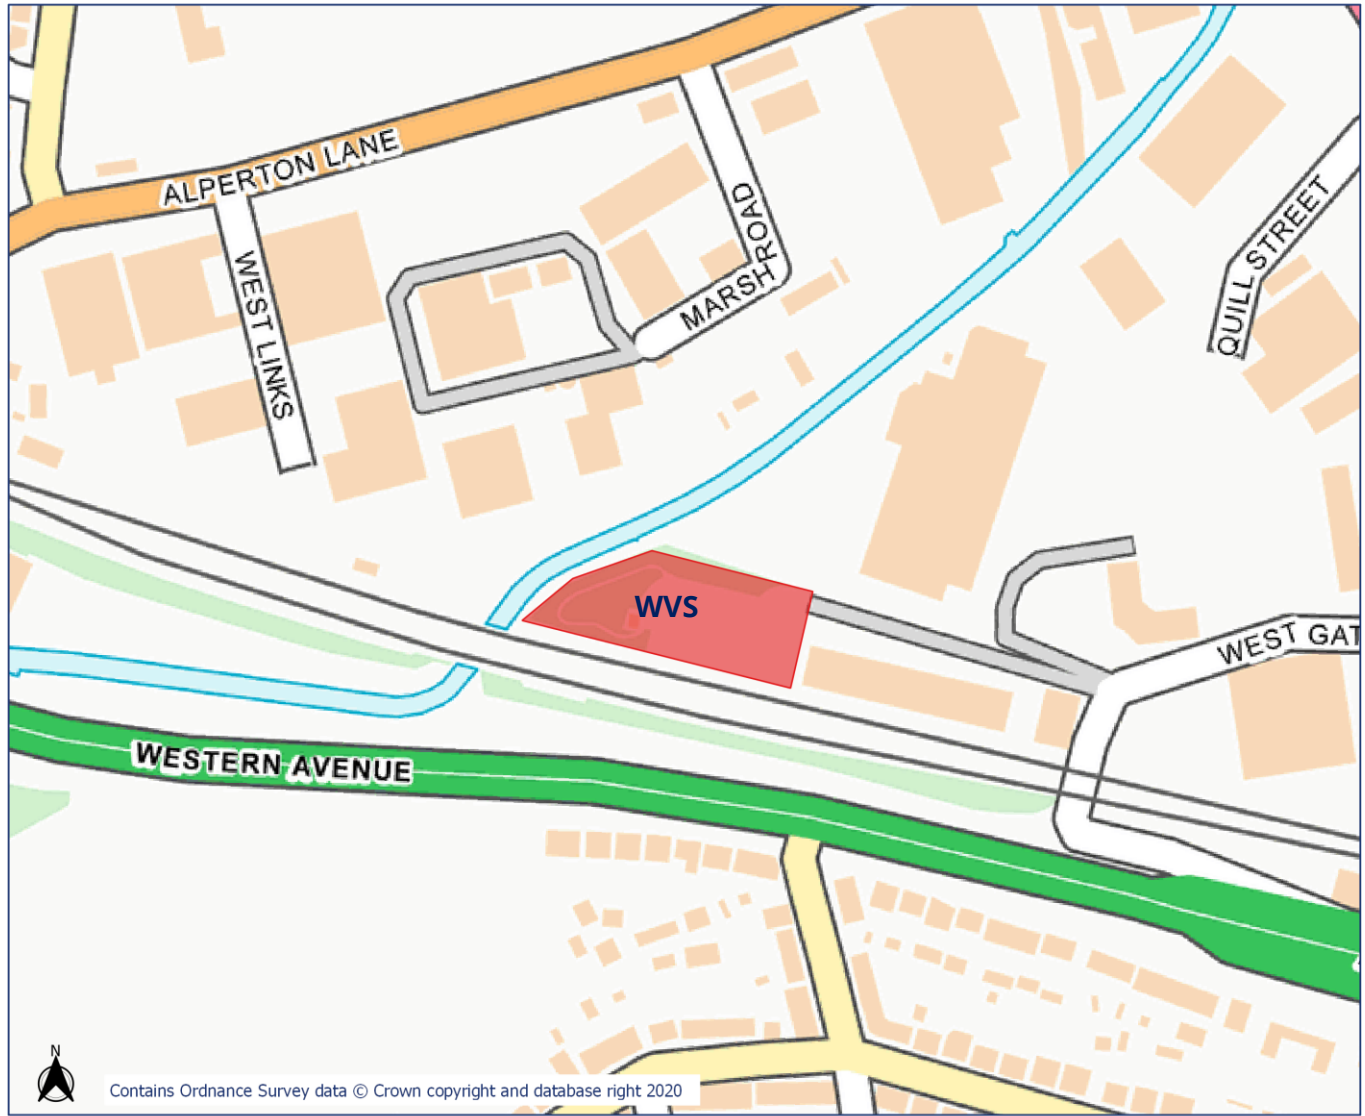 ALPERTON LANE
WEST LINKS
MARSH ROAD
QUILL STREET
WVS
WEST GAT
WESTERN AVENUE
N
Contains Ordnance Survey data © Crown copyright and database right 2020